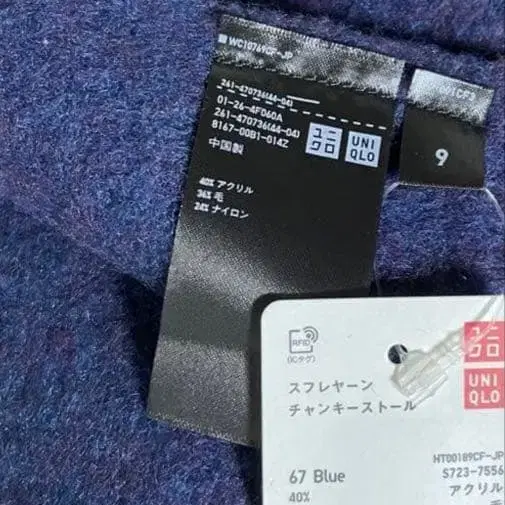 WC10769CF-JP
261-470736(44-04)
01-26-4F060A
261-470736(44-04)
8167-00B1-014Z
中国製
ユニ
クロ
UNI
QLO
40% アクリル
36% 毛
24% ナイロン
9
RFID
(ICタグ)
スフレヤーン
チャンキーストール
ユニ
クロ
UNI
QLO
67 Blue
40%
HT00189CF-JP
S723-7556
アクリル
毛